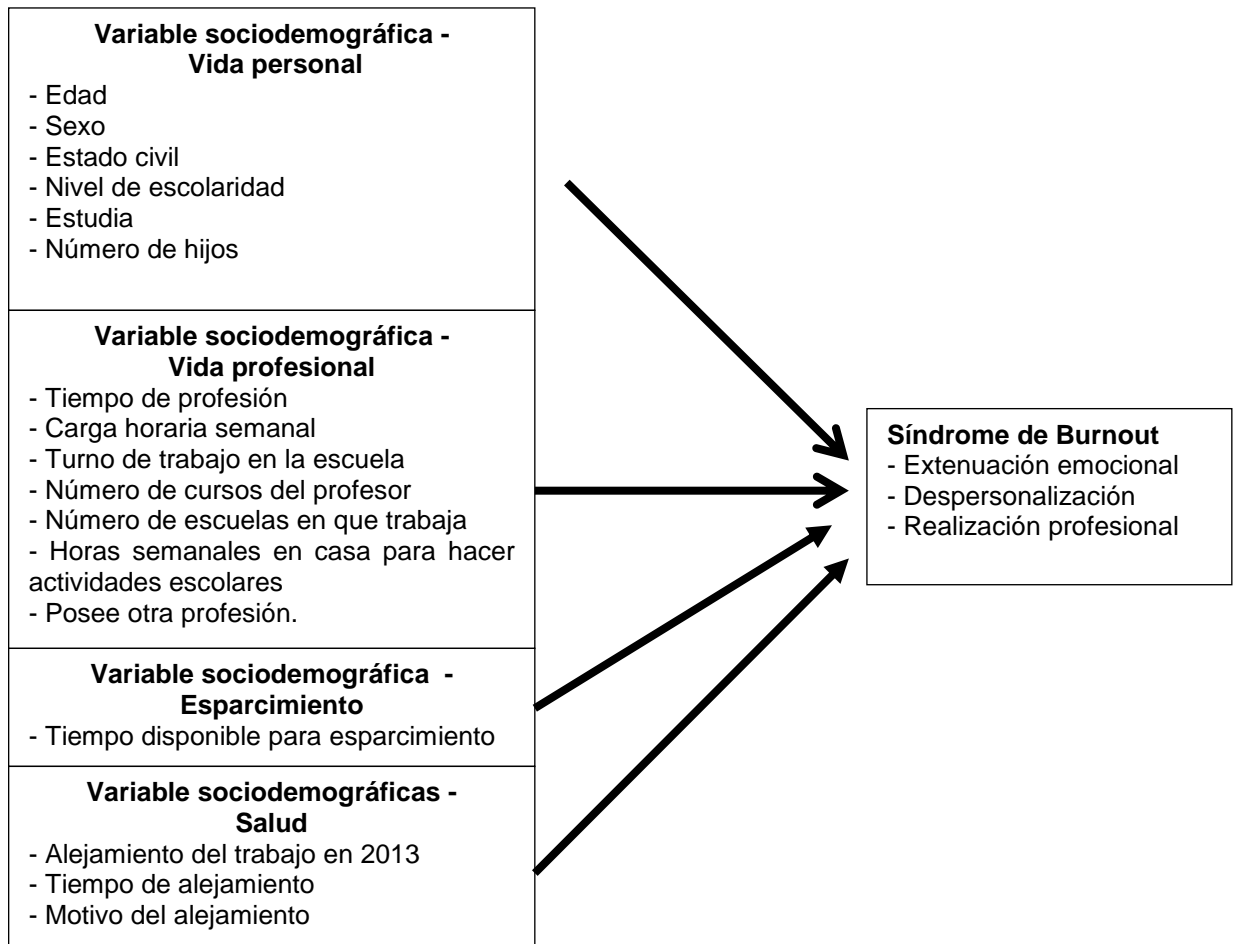 Variable sociodemográfica -
Vida personal
- Edad
- Sexo
- Estado civil
- Nivel de escolaridad
- Estudia
- Número de hijos
Variable sociodemográfica -
Vida profesional
- Tiempo de profesión
- Carga horaria semanal
- Turno de trabajo en la escuela
- Número de cursos del profesor
- Número de escuelas en que trabaja
- Horas semanales en casa para hacer
actividades escolares
- Posee otra profesión.
Variable sociodemográfica -
Esparcimiento
- Tiempo disponible para esparcimiento
Variable sociodemográficas -
Salud
- Alejamiento del trabajo en 2013
- Tiempo de alejamiento
- Motivo del alejamiento
Síndrome de Burnout
- Extenuación emocional
- Despersonalización
- Realización profesional